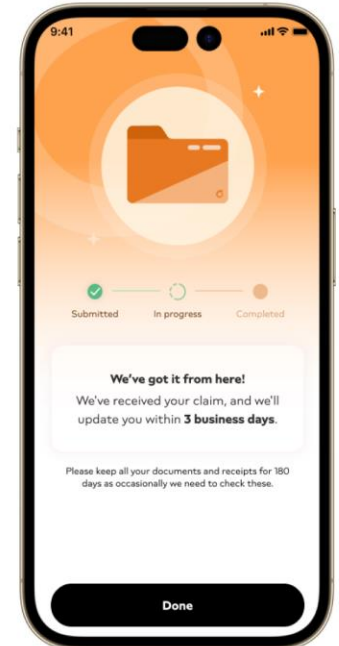 9:41
Submitted In progress Completed
We've got it from here!
We've received your claim, and we'll
update you within 3 business days.
Please keep all your documents and receipts for 180
days as occasionally we need to check these.
Done